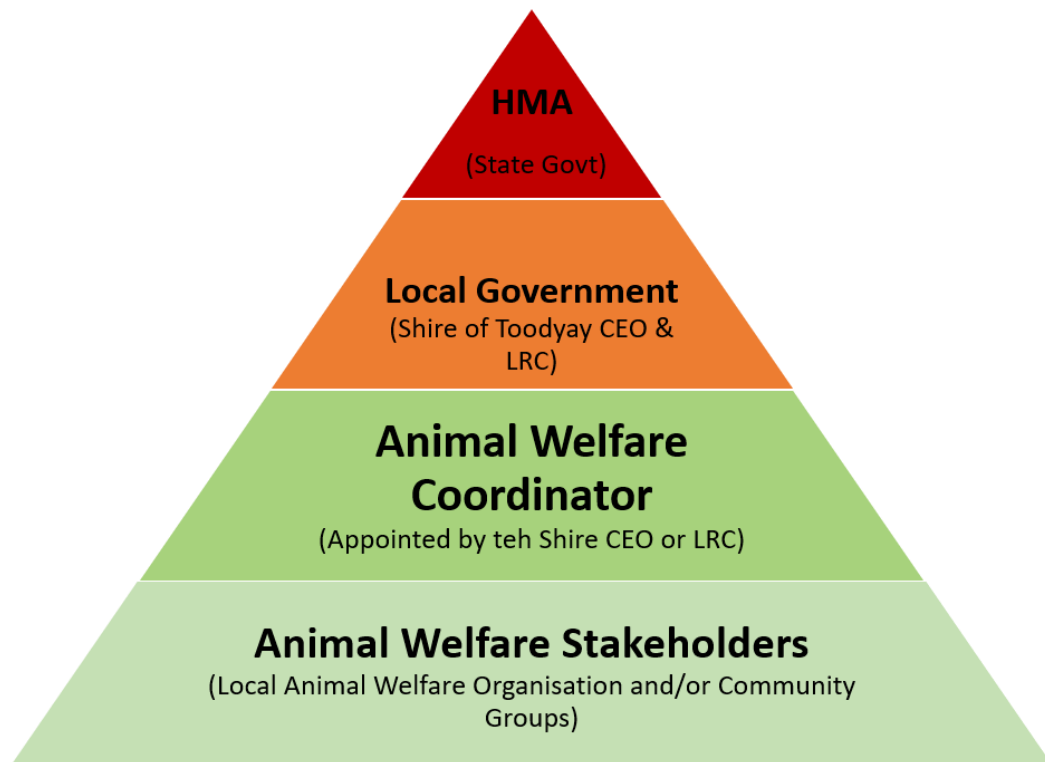 HMA
(State Govt)
Local Government
(Shire of Toodyay CEO &
LRC)
Animal Welfare
Coordinator
(Appointed by teh Shire CEO or LRC)
Animal Welfare Stakeholders
(Local Animal Welfare Organisation and/or Community
Groups)